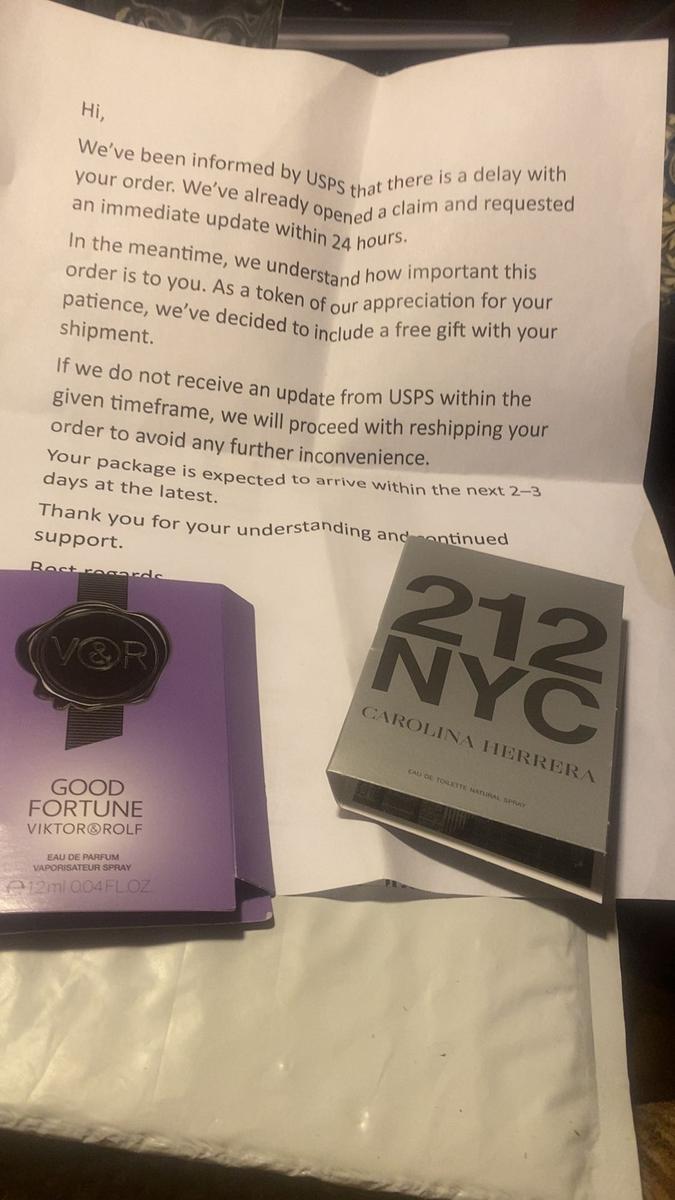 Hi,
We've been informed by USPS that there is a delay with
your order. We've already opened a claim and requested
an immediate update within 24 hours.
In the meantime, we understand how important this
order is to you. As a token of our appreciation for your
patience, we've decided to include a free gift with your
shipment.
If we do not receive an update from USPS within the
given timeframe, we will proceed with reshipping your
order to avoid any further inconvenience.
Your package is expected to arrive within the next 2–3
days at the latest.
Thank you for your understanding and continued
support.
Best regards
V&R
GOOD
FORTUNE
VIKTOR&ROLF
EAU DE PARFUM
VAPORISATEUR SPRAY
℮ 1.2ml 0.04FL.OZ.
212
NYC
CAROLINA HERRERA
EAU DE TOILETTE NATURAL SPRAY